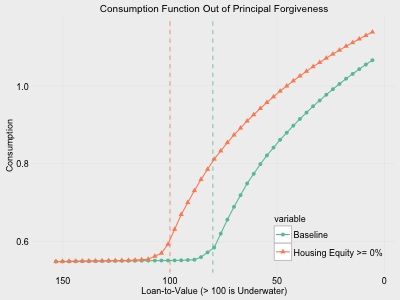 Consumption Function Out of Principal Forgiveness
Consumption
1.0
0.8
0.6
variable
Baseline
Housing Equity >= 0%
150
100
50
0
Loan-to-Value (> 100 is Underwater)